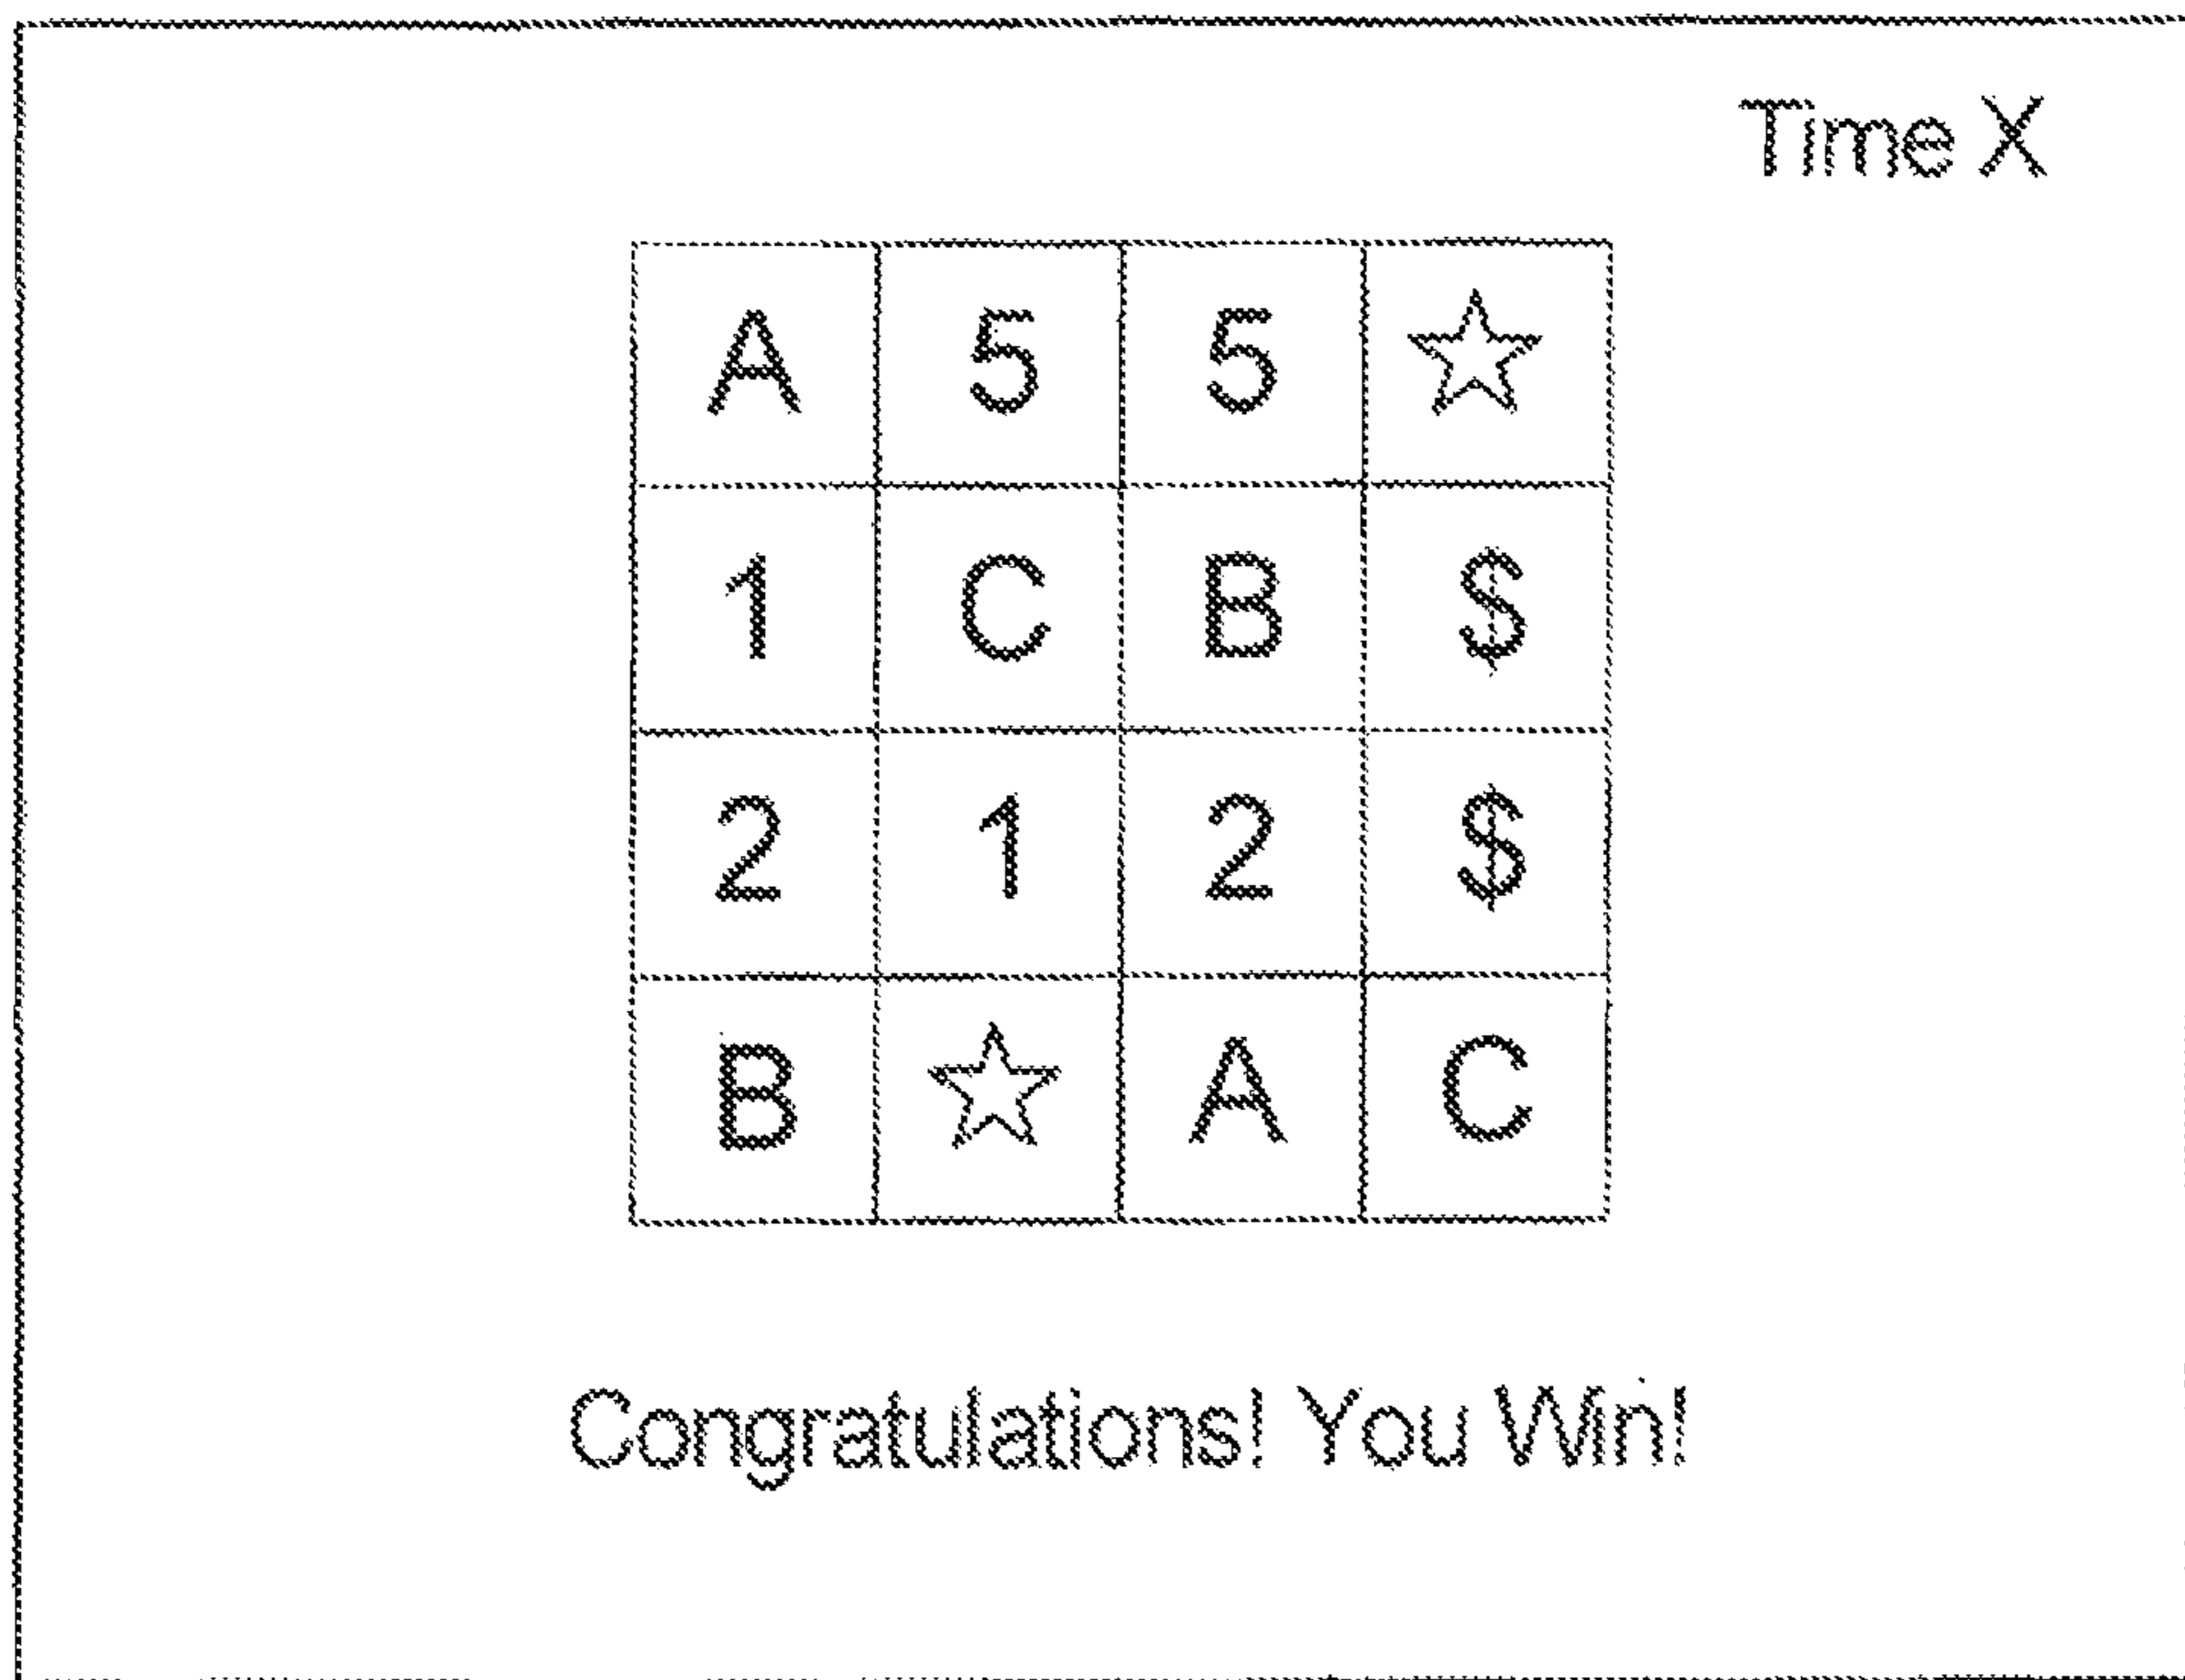 Time X
A 5 5 ☆
1 C B $
2 1 2 $
B ☆ A C
Congratulations! You Win!